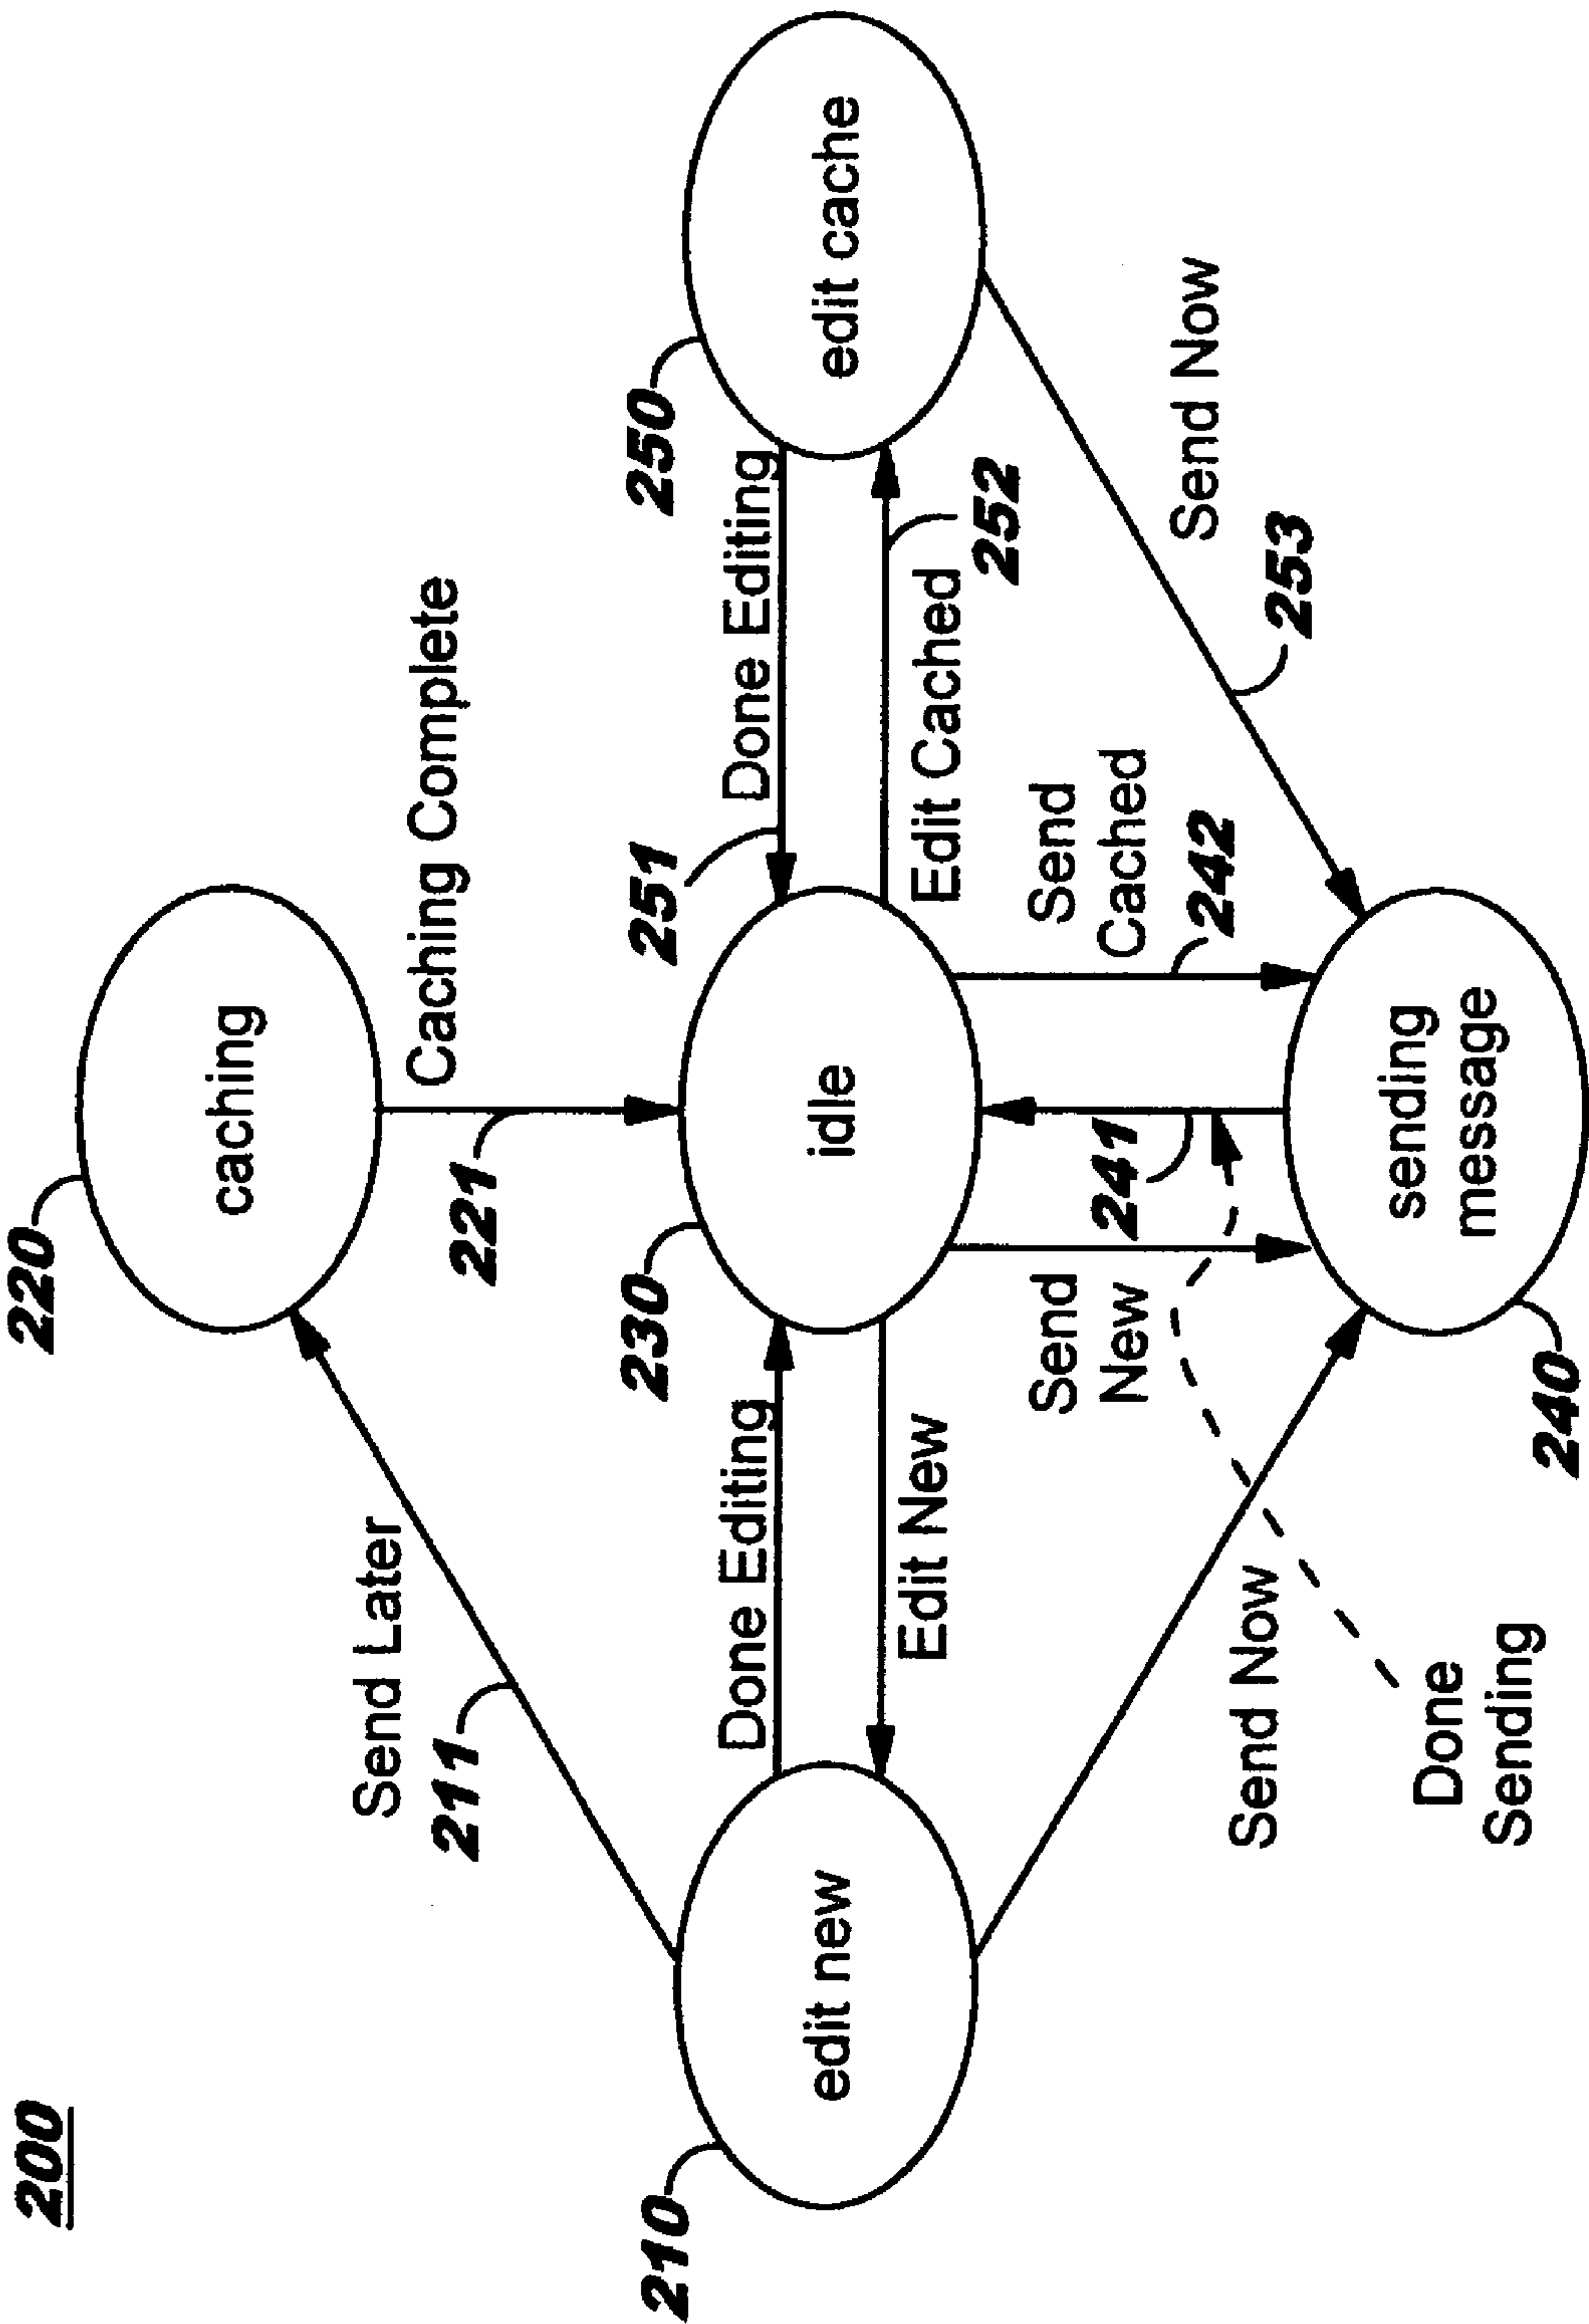 200
220
caching
Send Later
211
221
Caching Complete
210
edit new
Done Editing
Edit New
230
idle
251
Done Editing
250
edit cache
Edit Cached
252
Send
New
241
Send
Cached
242
Send Now
Send Now
253
Done
Sending
sending
message
240